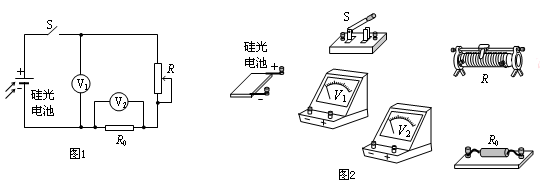 S
+
-
硅光
电池
V₁
V₂
R
R₀
图1
硅光
电池
+
-
S
V₁
- +
V₂
- +
R
R₀
图2